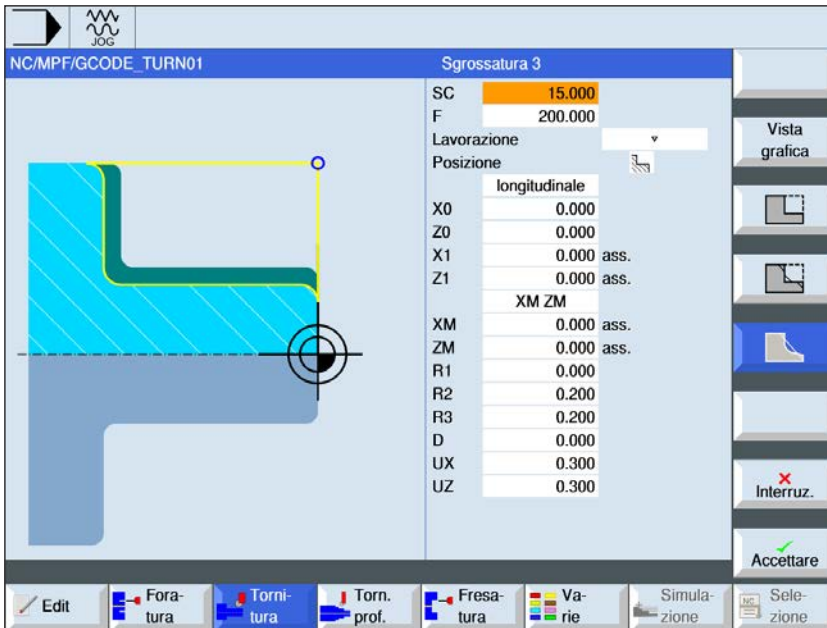 JOG
NC/MPF/GCODE_TURN01
Sgrossatura 3
SC 15.000
F 200.000
Lavorazione
Posizione
longitudinale
X0 0.000
Z0 0.000
X1 0.000 ass.
Z1 0.000 ass.
XM ZM
XM 0.000 ass.
ZM 0.000 ass.
R1 0.000
R2 0.200
R3 0.200
D 0.000
UX 0.300
UZ 0.300
Vista
grafica
Interruz.
Accettare
Edit
Fora-
tura
Torni-
tura
Torn.
prof.
Fresa-
tura
Va-
rie
Simula-
zione
NC
Sele-
zione